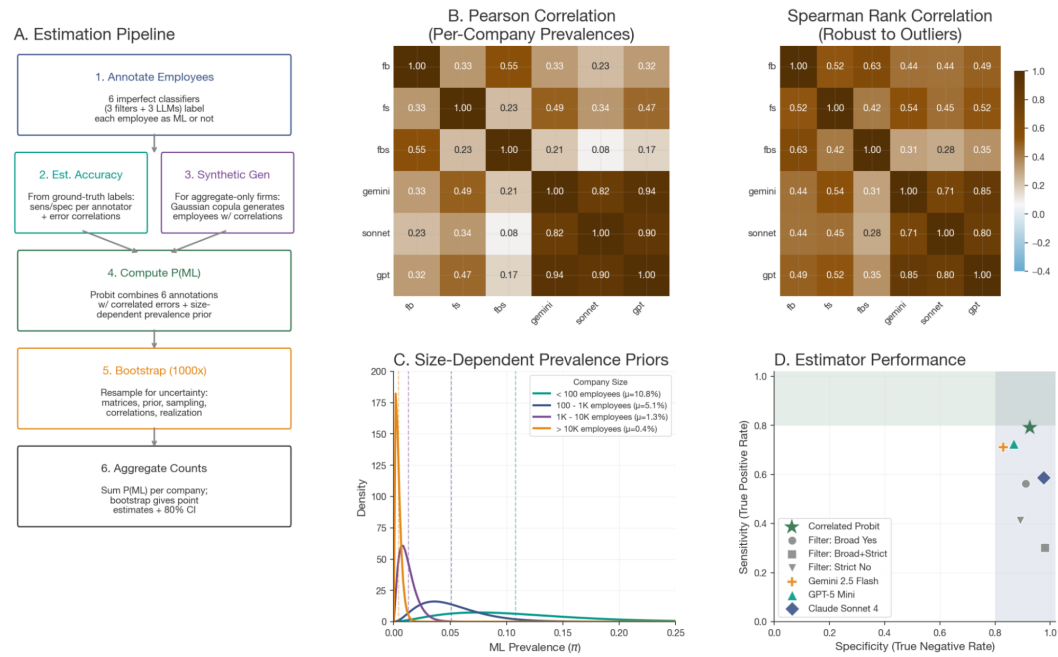 A. Estimation Pipeline
1. Annotate Employees
6 imperfect classifiers
(3 filters + 3 LLMs) label
each employee as ML or not
2. Est. Accuracy
From ground-truth labels:
sens/spec per annotator
+ error correlations
3. Synthetic Gen
For aggregate-only firms:
Gaussian copula generates
employees w/ correlations
4. Compute P(ML)
Probit combines 6 annotations
w/ correlated errors + size-
dependent prevalence prior
5. Bootstrap (1000x)
Resample for uncertainty:
matrices, prior, sampling,
correlations, realization
6. Aggregate Counts
Sum P(ML) per company;
bootstrap gives point
estimates + 80% CI
B. Pearson Correlation
(Per-Company Prevalences)
fb 1.00 0.33 0.55 0.33 0.23 0.32
fs 0.33 1.00 0.23 0.49 0.34 0.47
fbs 0.55 0.23 1.00 0.21 0.08 0.17
gemini 0.33 0.49 0.21 1.00 0.82 0.94
sonnet 0.23 0.34 0.08 0.82 1.00 0.90
gpt 0.32 0.47 0.17 0.94 0.90 1.00
fb fs fbs gemini sonnet gpt
Spearman Rank Correlation
(Robust to Outliers)
fb 1.00 0.52 0.63 0.44 0.44 0.49
fs 0.52 1.00 0.42 0.54 0.45 0.52
fbs 0.63 0.42 1.00 0.31 0.28 0.35
gemini 0.44 0.54 0.31 1.00 0.71 0.85
sonnet 0.44 0.45 0.28 0.71 1.00 0.80
gpt 0.49 0.52 0.35 0.85 0.80 1.00
fb fs fbs gemini sonnet gpt
1.0
0.8
0.6
0.4
0.2
0.0
−0.2
−0.4
C. Size-Dependent Prevalence Priors
200
175
150
125
100
75
50
25
0
Density
Company Size
< 100 employees (μ=10.8%)
100 - 1K employees (μ=5.1%)
1K - 10K employees (μ=1.3%)
> 10K employees (μ=0.4%)
0.00 0.05 0.10 0.15 0.20 0.25
ML Prevalence (π)
D. Estimator Performance
1.0
0.8
0.6
0.4
0.2
0.0
Sensitivity (True Positive Rate)
Correlated Probit
Filter: Broad Yes
Filter: Broad+Strict
Filter: Strict No
Gemini 2.5 Flash
GPT-5 Mini
Claude Sonnet 4
0.0 0.2 0.4 0.6 0.8 1.0
Specificity (True Negative Rate)